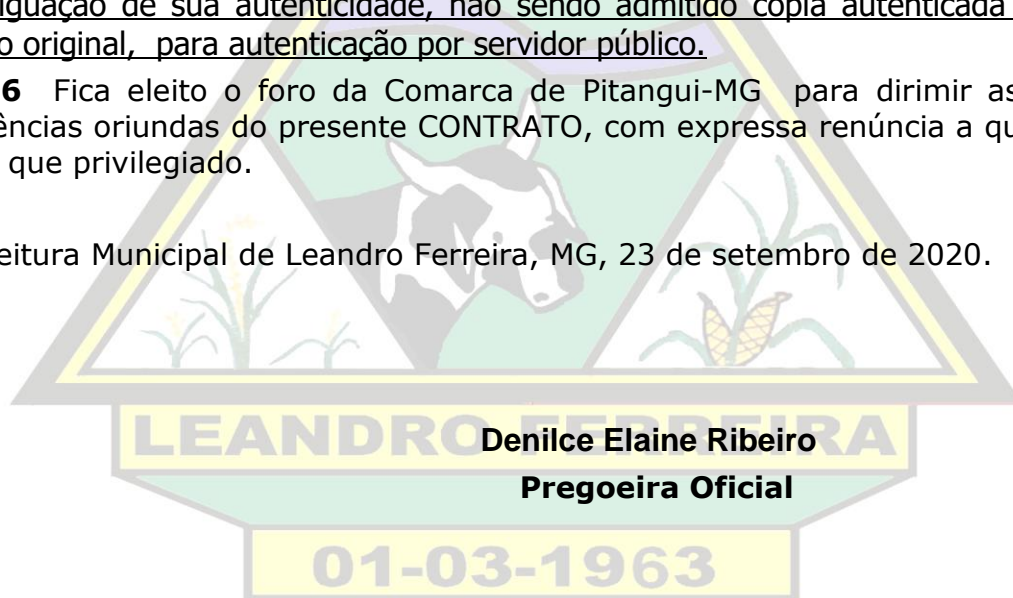 iguação de sua autenticidade, não sendo admitido cópia autenticada
o original, para autenticação por servidor público.
6 Fica eleito o foro da Comarca de Pitangui-MG para dirimir as
ências oriundas do presente CONTRATO, com expressa renúncia a qu
que privilegiado.
eitura Municipal de Leandro Ferreira, MG, 23 de setembro de 2020.
LEANDRO FERREIRA
Denilce Elaine Ribeiro
Pregoeira Oficial
01-03-1963